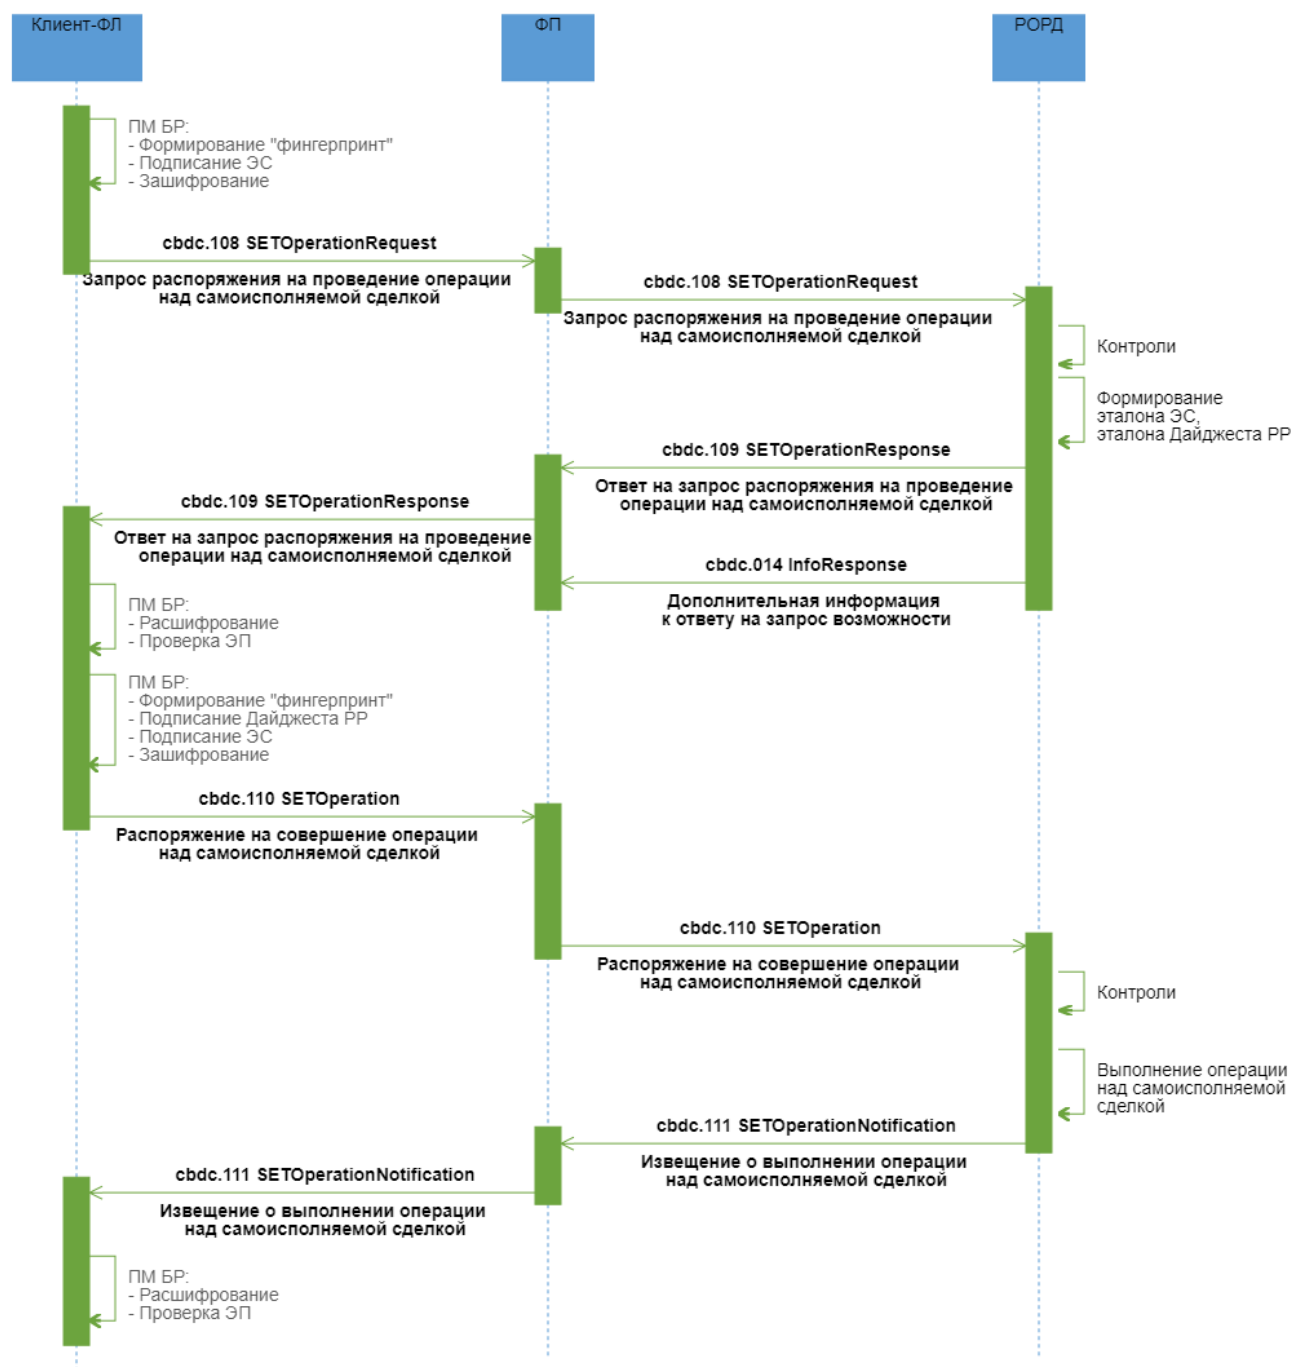 Клиент-ФЛ
ФП
РОРД
ПМ БР:
- Формирование "фингерпринт"
- Подписание ЭС
- Зашифрование
cbdc.108 SETOperationRequest
Запрос распоряжения на проведение операции
над самоисполняемой сделкой
cbdc.108 SETOperationRequest
Запрос распоряжения на проведение операции
над самоисполняемой сделкой
Контроли
Формирование
эталона ЭС,
эталона Дайджеста РР
cbdc.109 SETOperationResponse
Ответ на запрос распоряжения на проведение
операции над самоисполняемой сделкой
cbdc.109 SETOperationResponse
Ответ на запрос распоряжения на проведение
операции над самоисполняемой сделкой
cbdc.014 InfoResponse
Дополнительная информация
к ответу на запрос возможности
ПМ БР:
- Расшифрование
- Проверка ЭП
ПМ БР:
- Формирование "фингерпринт"
- Подписание Дайджеста РР
- Подписание ЭС
- Зашифрование
cbdc.110 SETOperation
Распоряжение на совершение операции
над самоисполняемой сделкой
cbdc.110 SETOperation
Распоряжение на совершение операции
над самоисполняемой сделкой
Контроли
Выполнение операции
над самоисполняемой
сделкой
cbdc.111 SETOperationNotification
Извещение о выполнении операции
над самоисполняемой сделкой
cbdc.111 SETOperationNotification
Извещение о выполнении операции
над самоисполняемой сделкой
ПМ БР:
- Расшифрование
- Проверка ЭП